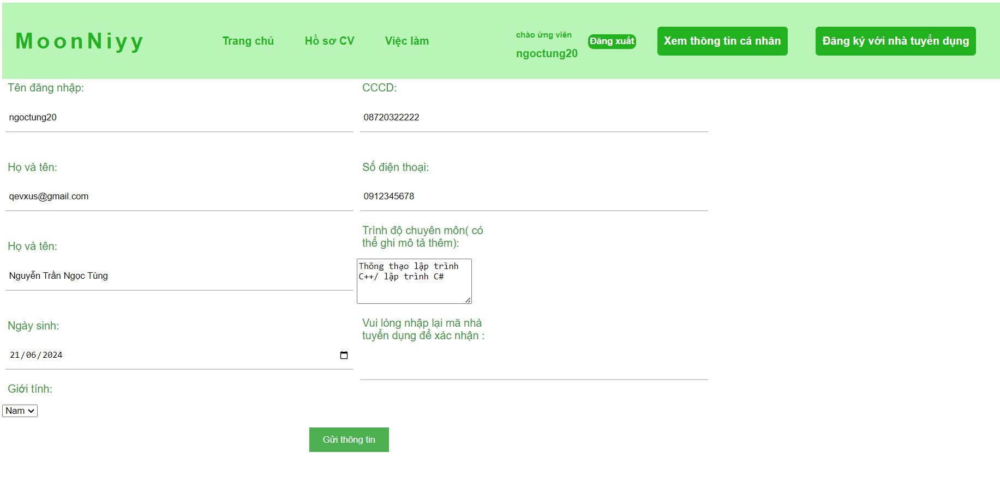 MoonNiyy
Trang chủ
Hồ sơ CV
Việc làm
chào ứng viên
ngoctung20
Đăng xuất
Xem thông tin cá nhân
Đăng ký với nhà tuyển dụng
Tên đăng nhập:
ngoctung20
CCCD:
08720322222
Họ và tên:
qevxus@gmail.com
Số điện thoại:
0912345678
Họ và tên:
Nguyễn Trần Ngọc Tùng
Trình độ chuyên môn( có
thể ghi mô tả thêm):
Thông thạo lập trình
C++/ lập trình C#
Ngày sinh:
21/06/2024
Vui lòng nhập lại mã nhà
tuyển dụng để xác nhận :
Giới tính:
Nam
Gửi thông tin